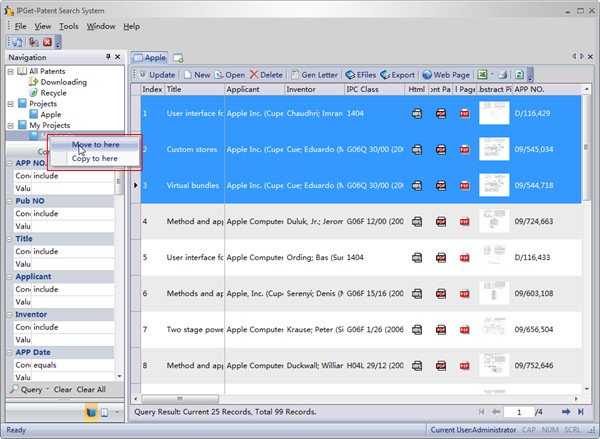 IPGet-Patent Search System
File View Tools Window Help
Navigation
All Patents
Downloading
Recycle
Projects
Apple
My Projects
Move to here
Copy to here
APP NO.
Con include
Valu
Pub NO
Con include
Valu
Title
Con include
Valu
Applicant
Con include
Valu
Inventor
Con include
Valu
APP Date
Con equals
Valu
Query Clear Clear All
Apple
Update New Open Delete Gen Letter EFiles Export Web Page
Index Title Applicant Inventor IPC Class Html ont Pa l Page bstract Pi APP NO.
1 User interface fo Apple Inc. (Cupe Chaudhri; Imran 1404 D/116,429
2 Custom stores Apple Inc. (Cupe Cue; Eduardo (M G06Q 30/00 (200 09/545,034
3 Virtual bundles Apple Inc. (Cupe Cue; Eduardo (M G06Q 30/00 (200 09/544,718
4 Method and app Apple Computer Duluk, Jr.; Jerom G06F 12/00 (200 09/724,663
5 User interface fo Apple Computer Ording; Bas (Sur 1404 D/116,433
6 Methods and ap Apple, Inc. (Cupe Serenyi; Denis (M G06F 15/16 (200 09/603,108
7 Two stage powe Apple Computer Krause; Peter (Si G06F 1/26 (2006 09/656,504
8 Method and app Apple Computer Duckwall; Williar H04L 29/12 (200 09/752,646
Query Result: Current 25 Records, Total 99 Records.
1 /4
Ready
Current User:Administrator CAP NUM SCRL